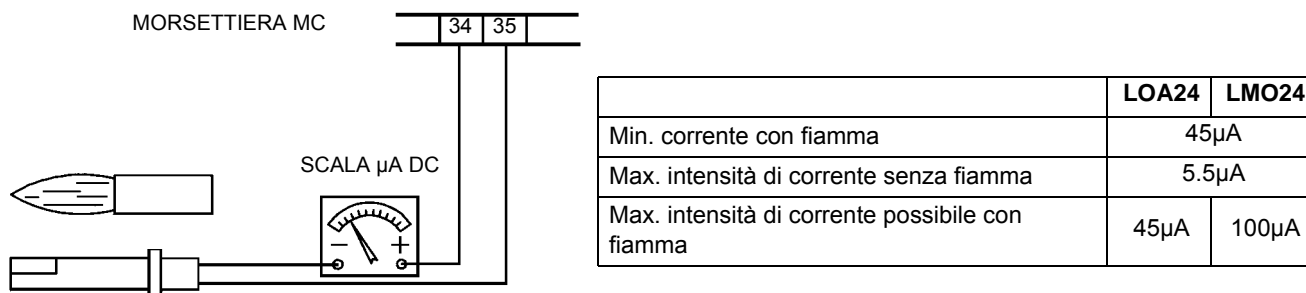 MORSETTIERA MC
34 35
SCALA µA DC
− +
LOA24 LMO24
Min. corrente con fiamma 45µA
Max. intensità di corrente senza fiamma 5.5µA
Max. intensità di corrente possibile con
fiamma 45µA 100µA